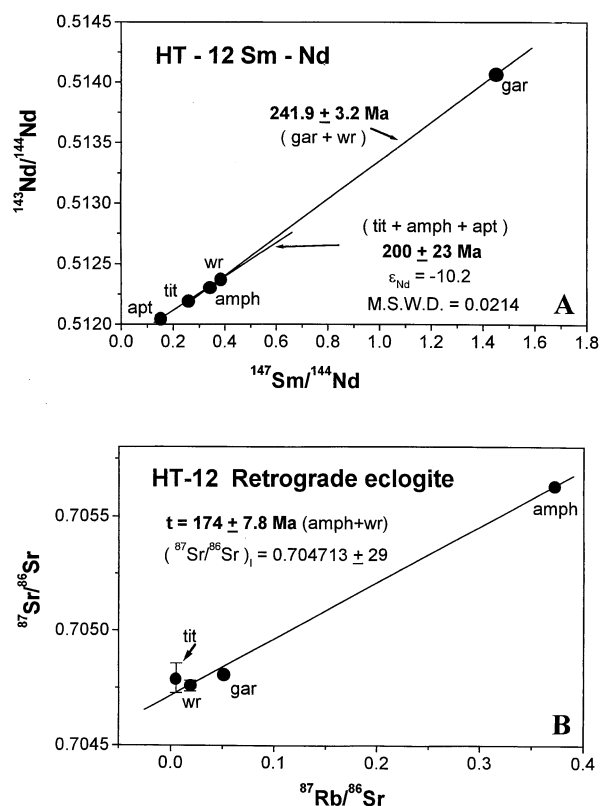 HT - 12 Sm - Nd
0.5145
0.5140
0.5135
0.5130
0.5125
0.5120
143Nd/144Nd
gar
241.9 ± 3.2 Ma
( gar + wr )
( tit + amph + apt )
200 ± 23 Ma
εNd = -10.2
M.S.W.D. = 0.0214
wr
tit
amph
apt
A
0.0 0.2 0.4 0.6 0.8 1.0 1.2 1.4 1.6 1.8
147Sm/144Nd
HT-12 Retrograde eclogite
t = 174 ± 7.8 Ma (amph+wr)
( 87Sr/86Sr )I = 0.704713 ± 29
0.7055
0.7050
0.7045
87Sr/86Sr
amph
tit
wr
gar
B
0.0 0.1 0.2 0.3 0.4
87Rb/86Sr